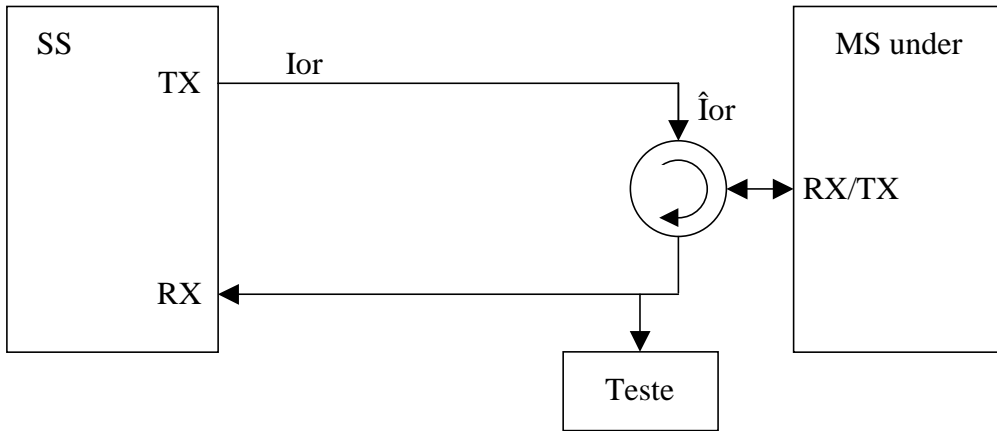 SS
MS under
TX
Ior
Îor
RX/TX
RX
Teste